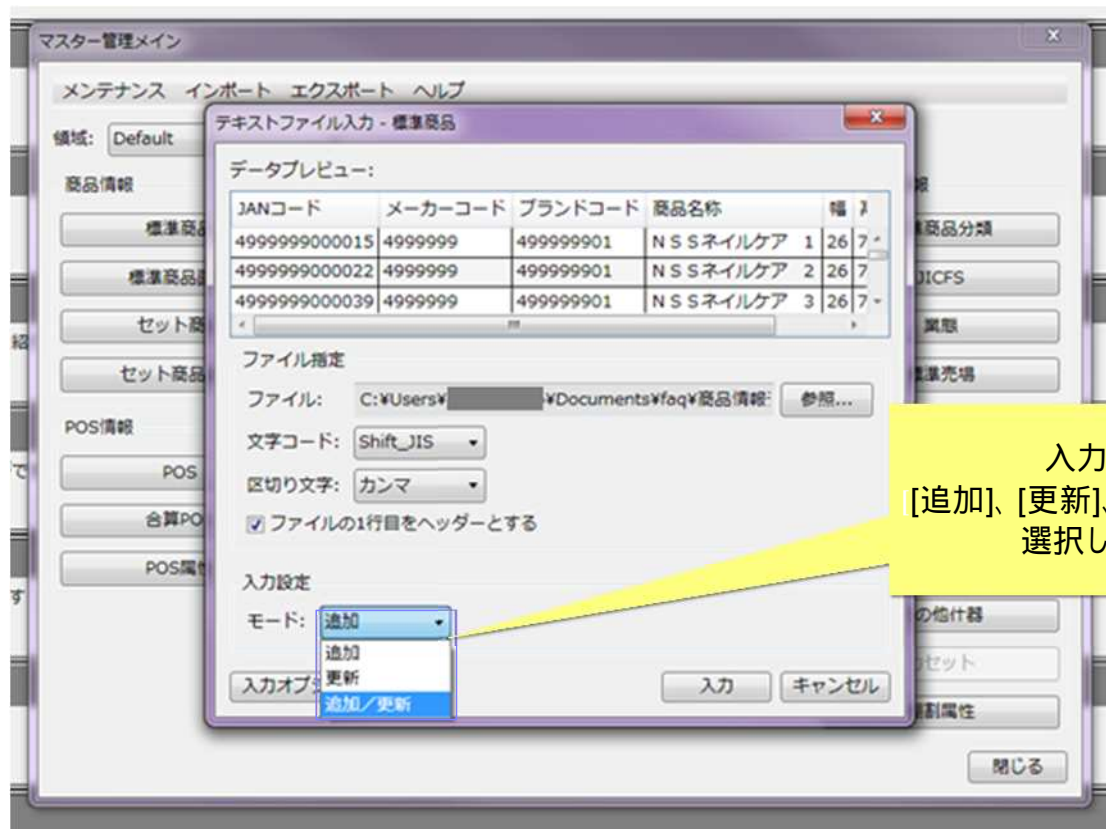 マスター管理メイン
メンテナンス インポート エクスポート ヘルプ
領域: Default
商品情報
標準商品
標準商品
セット商
セット商品
POS情報
POS
合算PO
POS属性
テキストファイル入力 - 標準商品
データプレビュー:
JANコード メーカーコード ブランドコード 商品名称 幅
4999999000015 4999999 499999901 NSSネイルケア 1 26 7
4999999000022 4999999 499999901 NSSネイルケア 2 26 7
4999999000039 4999999 499999901 NSSネイルケア 3 26 7
ファイル指定
ファイル: C:¥Users¥ ¥Documents¥faq¥商品情報 参照...
文字コード: Shift_JIS
区切り文字: カンマ
ファイルの1行目をヘッダーとする
入力設定
モード: 追加
追加
更新
追加/更新
入力オプ
入力 キャンセル
報
商品分類
JICFS
業態
標準売場
入力
[追加]、[更新]、
選択し
の他什器
セット
割属性
閉じる
紹
で
す